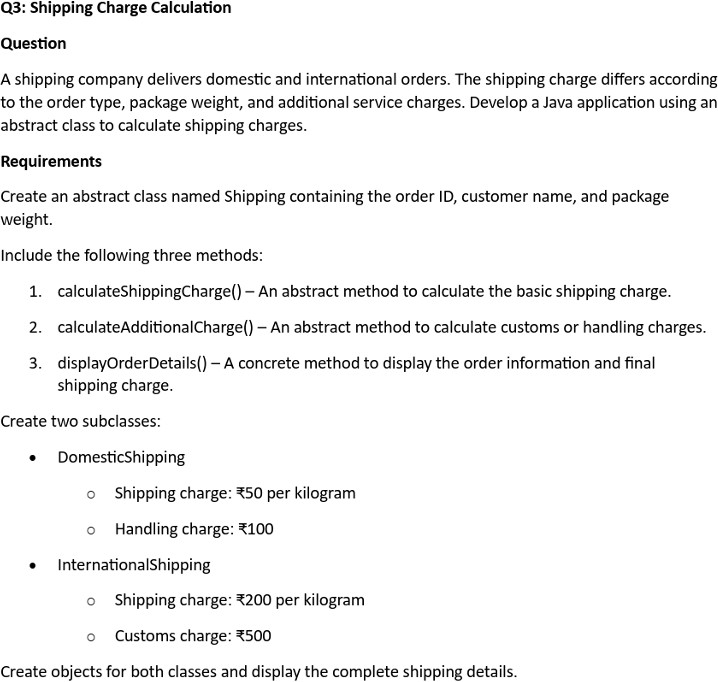 Q3: Shipping Charge Calculation
Question
A shipping company delivers domestic and international orders. The shipping charge differs according
to the order type, package weight, and additional service charges. Develop a Java application using an
abstract class to calculate shipping charges.
Requirements
Create an abstract class named Shipping containing the order ID, customer name, and package
weight.
Include the following three methods:
1. calculateShippingCharge() – An abstract method to calculate the basic shipping charge.
2. calculateAdditionalCharge() – An abstract method to calculate customs or handling charges.
3. displayOrderDetails() – A concrete method to display the order information and final
shipping charge.
Create two subclasses:
• DomesticShipping
o Shipping charge: ₹50 per kilogram
o Handling charge: ₹100
• InternationalShipping
o Shipping charge: ₹200 per kilogram
o Customs charge: ₹500
Create objects for both classes and display the complete shipping details.